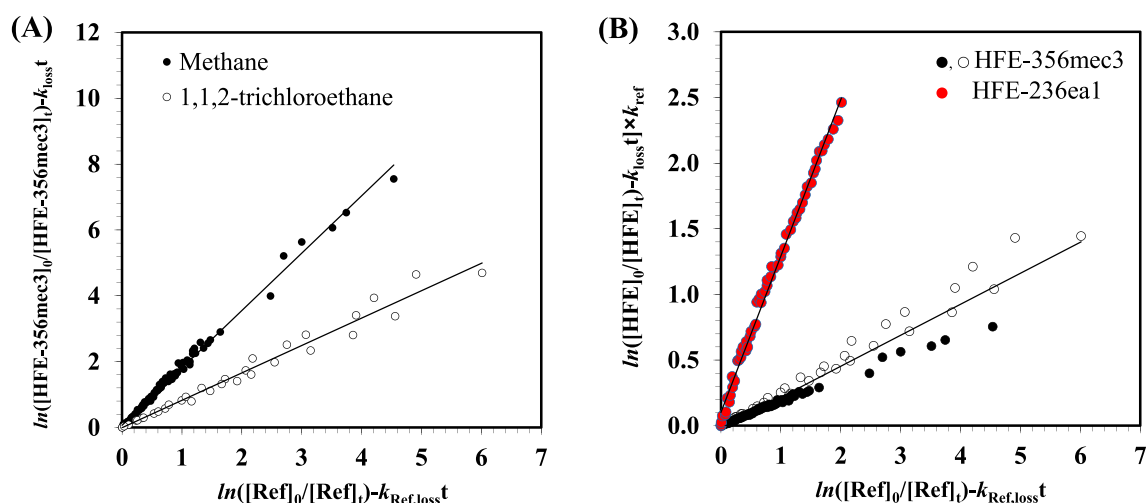 (A)
ln([HFE-356mec3]0/[HFE-356mec3]t)-klosst
12
10
8
6
4
2
0
Methane
1,1,2-trichloroethane
0 1 2 3 4 5 6 7
ln([Ref]0/[Ref]t)-kRef,losst
(B)
ln([HFE]0/[HFE]t)-klosst]×kref
3.0
2.5
2.0
1.5
1.0
0.5
0.0
, HFE-356mec3
HFE-236ea1
0 1 2 3 4 5 6 7
ln([Ref]0/[Ref]t)-kRef,losst